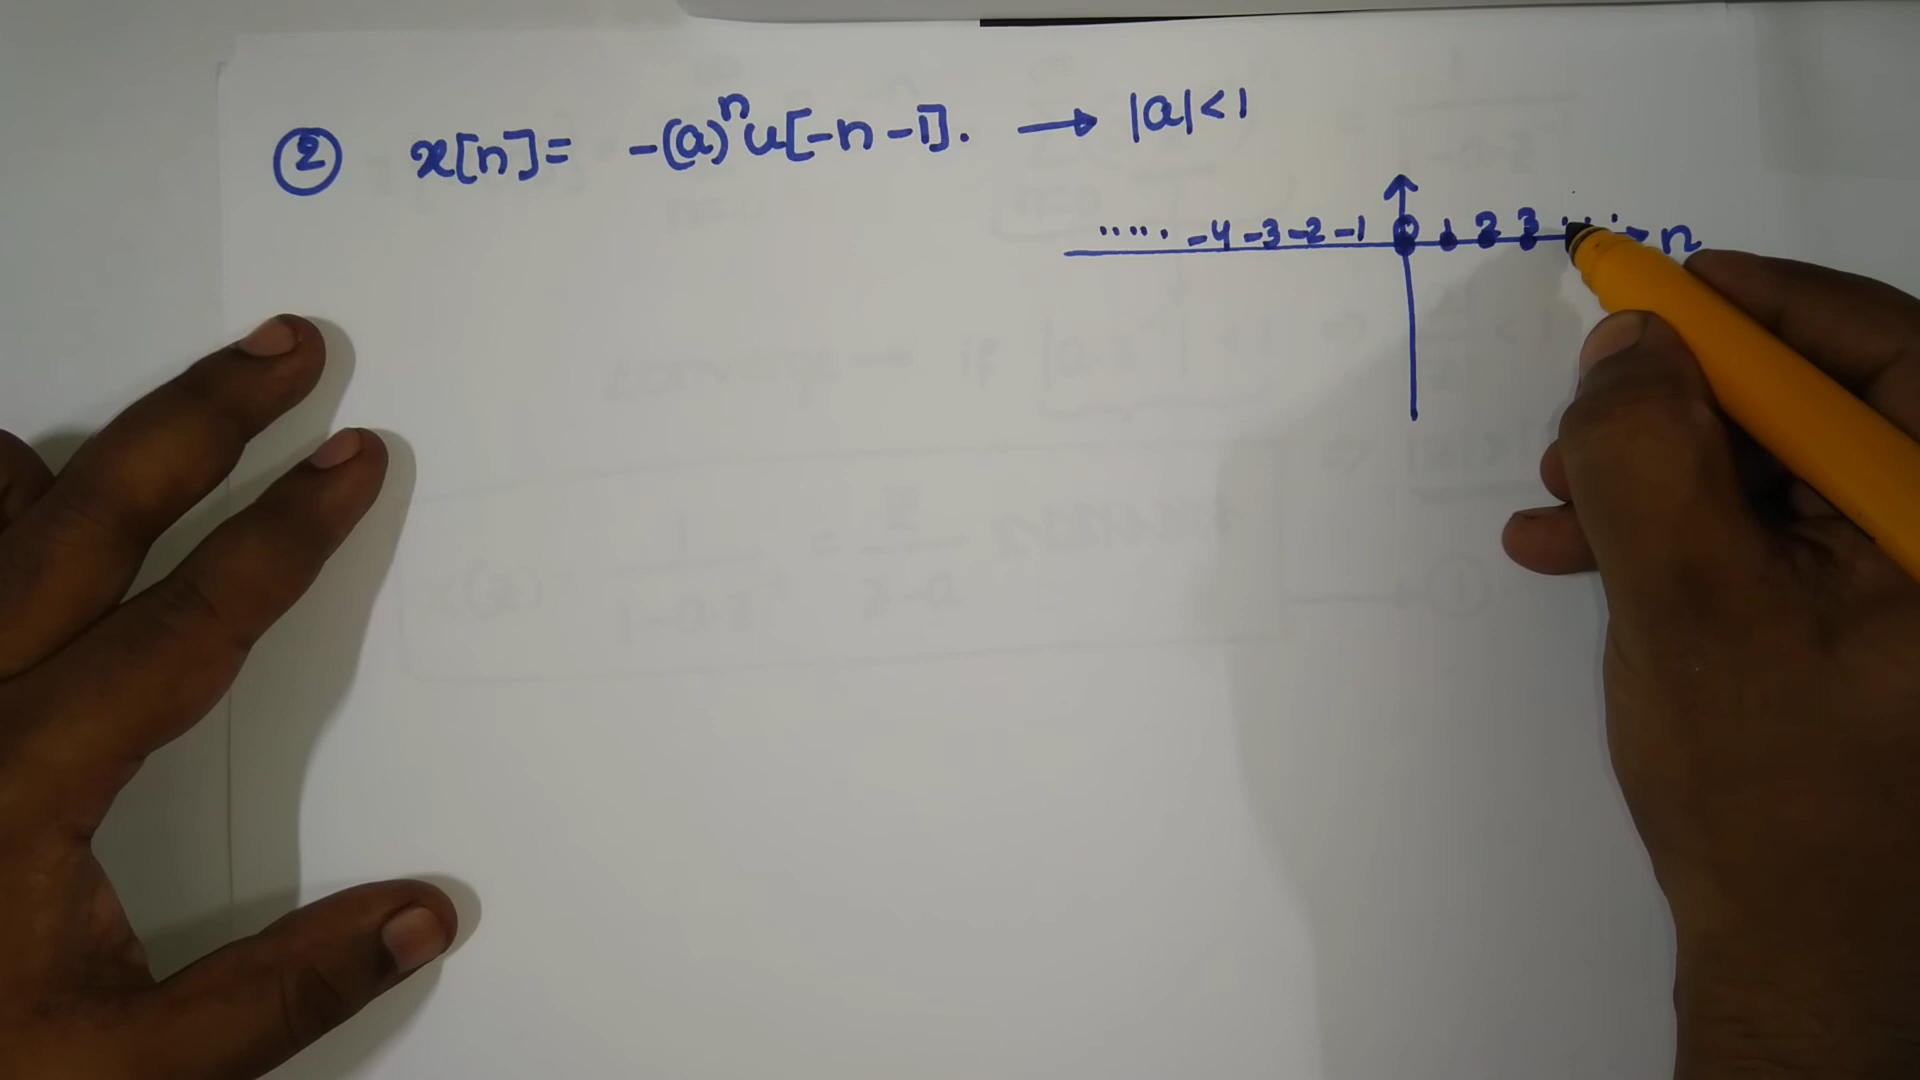 ② x[n] = -(a)ⁿu[-n-1]. → |a|<1
..... -4 -3 -2 -1 0 1 2 3 .... n